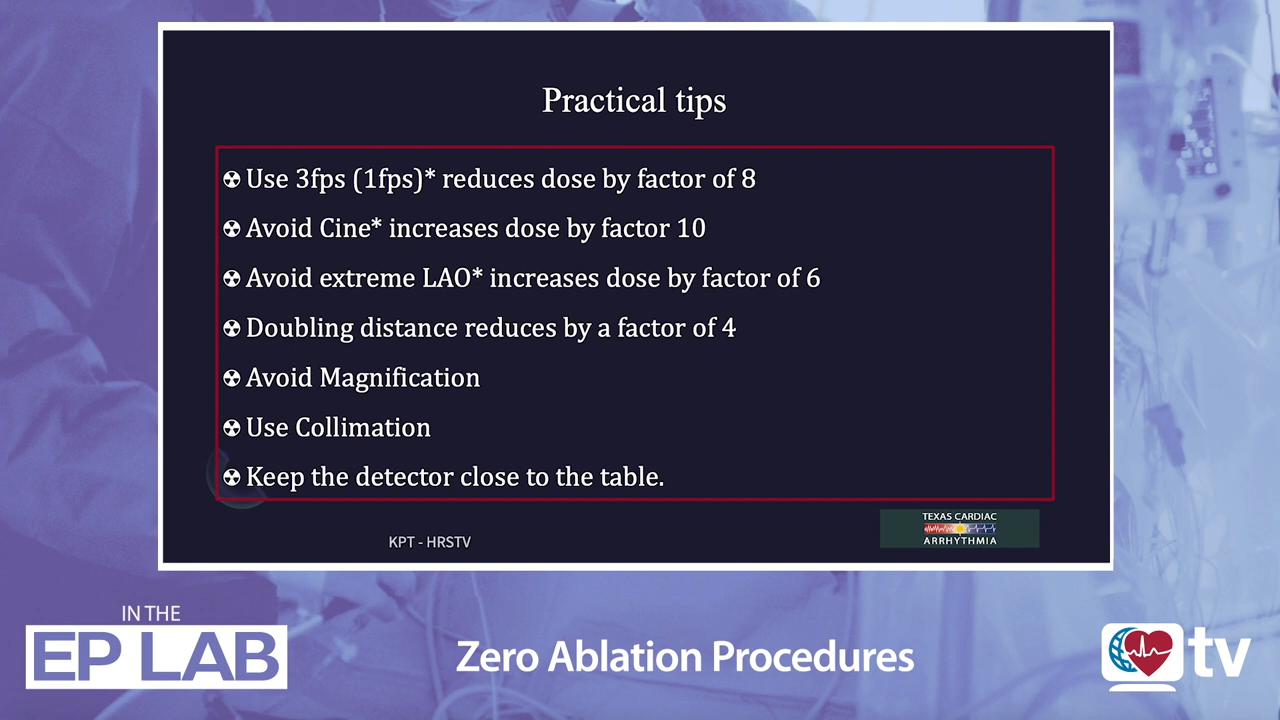 Practical tips
☢ Use 3fps (1fps)* reduces dose by factor of 8
☢ Avoid Cine* increases dose by factor 10
☢ Avoid extreme LAO* increases dose by factor of 6
☢ Doubling distance reduces by a factor of 4
☢ Avoid Magnification
☢ Use Collimation
☢ Keep the detector close to the table.
KPT - HRSTV
TEXAS CARDIAC
ARRHYTHMIA
IN THE
EP LAB
Zero Ablation Procedures
tv